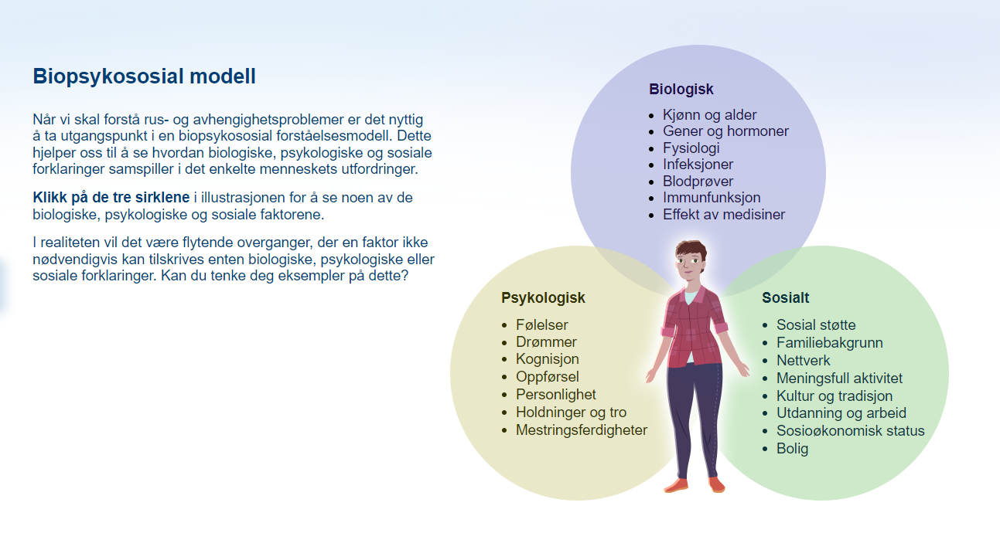 Biopsykososial modell
Når vi skal forstå rus- og avhengighetsproblemer er det nyttig
å ta utgangspunkt i en biopsykososial forståelsesmodell. Dette
hjelper oss til å se hvordan biologiske, psykologiske og sosiale
forklaringer samspiller i det enkelte menneskets utfordringer.
Klikk på de tre sirklene i illustrasjonen for å se noen av de
biologiske, psykologiske og sosiale faktorene.
I realiteten vil det være flytende overganger, der en faktor ikke
nødvendigvis kan tilskrives enten biologiske, psykologiske eller
sosiale forklaringer. Kan du tenke deg eksempler på dette?
Biologisk
• Kjønn og alder
• Gener og hormoner
• Fysiologi
• Infeksjoner
• Blodprøver
• Immunfunksjon
• Effekt av medisiner
Psykologisk
• Følelser
• Drømmer
• Kognisjon
• Oppførsel
• Personlighet
• Holdninger og tro
• Mestringsferdigheter
Sosialt
• Sosial støtte
• Familiebakgrunn
• Nettverk
• Meningsfull aktivitet
• Kultur og tradisjon
• Utdanning og arbeid
• Sosioøkonomisk status
• Bolig